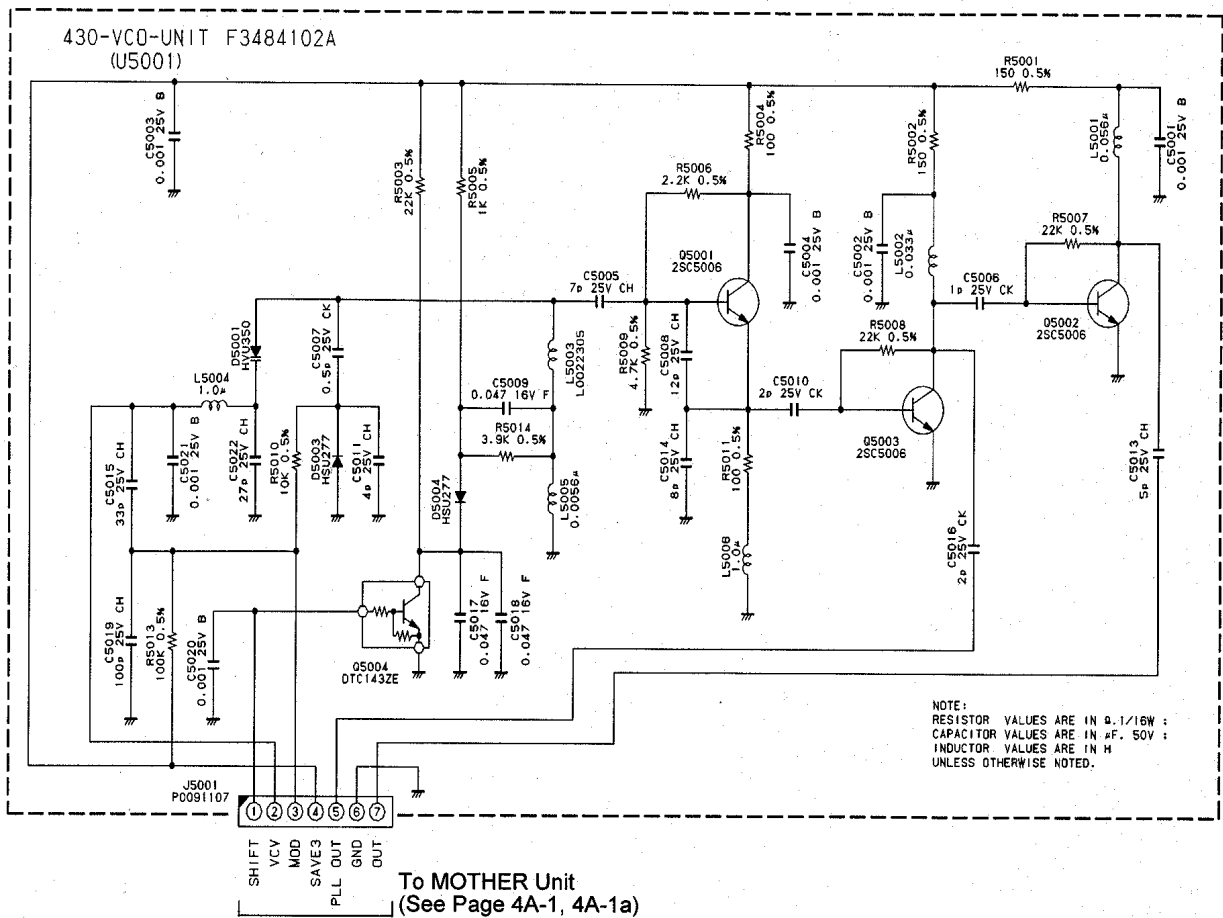 430-VCO-UNIT F3484102A
(U5001)
R5001
150 0.5%
C5003
0.001 25V B
R5003
22K 0.5%
R5005
1K 0.5%
R5004
100 0.5%
R5002
150 0.5%
L5001
0.056μ
C5001
0.001 25V B
R5006
2.2K 0.5%
R5007
22K 0.5%
Q5001
2SC5006
C5004
0.001 25V B
C5002
0.001 25V B
L5002
0.033μ
C5005
7p 25V CH
C5006
1p 25V CK
Q5002
2SC5006
D5001
HVU350
C5007
0.5p 25V CK
L5003
L0022305
R5009
4.7K 0.5%
C5008
12p 25V CH
R5008
22K 0.5%
L5004
1.0μ
C5009
0.047 16V F
C5010
2p 25V CK
R5014
3.9K 0.5%
Q5003
2SC5006
C5015
33p 25V CH
C5021
0.001 25V B
C5022
27p 25V CH
R5010
10K 0.5%
D5003
HSU277
C5011
4p 25V CH
D5004
HSU277
L5005
0.0056μ
C5014
8p 25V CH
R5011
100 0.5%
C5013
5p 25V CH
L5008
1.0μ
C5016
2p 25V CK
C5019
100p 25V CH
R5013
100K 0.5%
C5020
0.001 25V B
Q5004
DTC143ZE
C5017
0.047 16V F
C5018
0.047 16V F
NOTE:
RESISTOR VALUES ARE IN Ω.1/16W :
CAPACITOR VALUES ARE IN μF. 50V :
INDUCTOR VALUES ARE IN H
UNLESS OTHERWISE NOTED.
J5001
P0091107
1 2 3 4 5 6 7
SHIFT
VCV
MOD
SAVE3
PLL OUT
GND
OUT
To MOTHER Unit
(See Page 4A-1, 4A-1a)